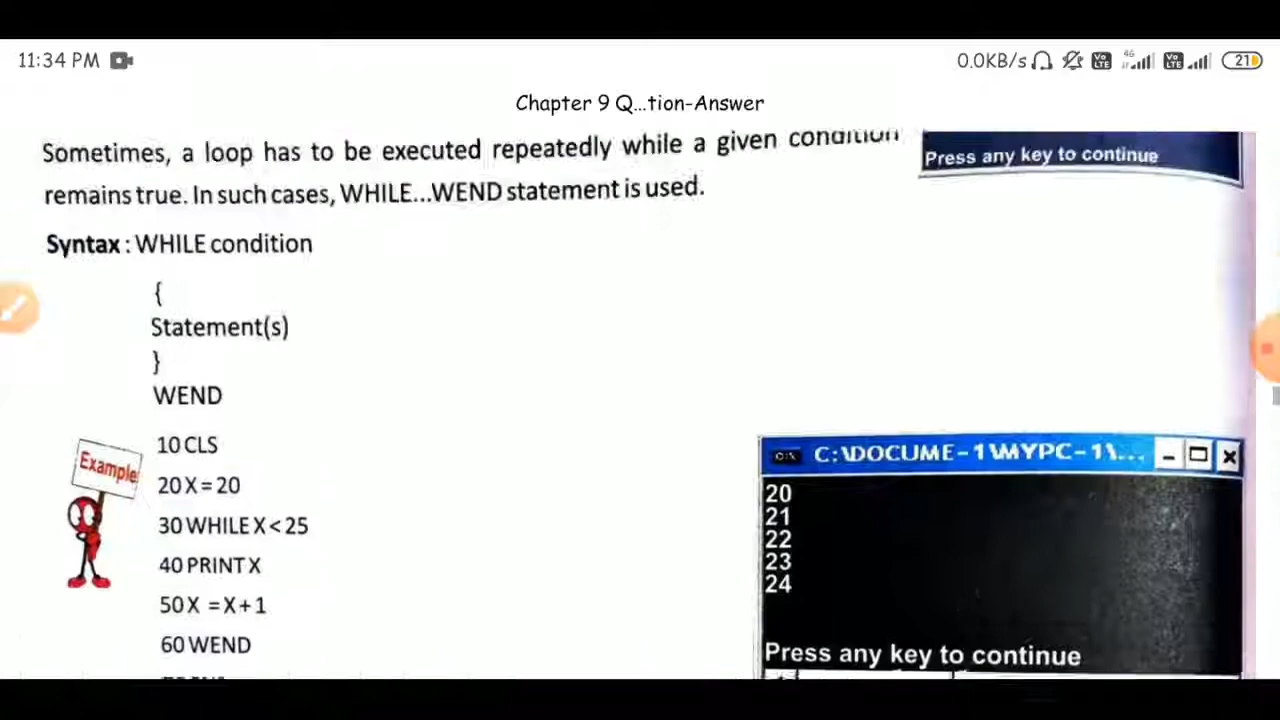 11:34 PM
0.0KB/s 4G 21
Chapter 9 Q...tion-Answer
Sometimes, a loop has to be executed repeatedly while a given condition
remains true. In such cases, WHILE...WEND statement is used.
Press any key to continue
Syntax : WHILE condition
{
Statement(s)
}
WEND
Example
10 CLS
20 X = 20
30 WHILE X < 25
40 PRINT X
50 X = X + 1
60 WEND
C:\DOCUME~1\MYPC~1\...
20
21
22
23
24
Press any key to continue